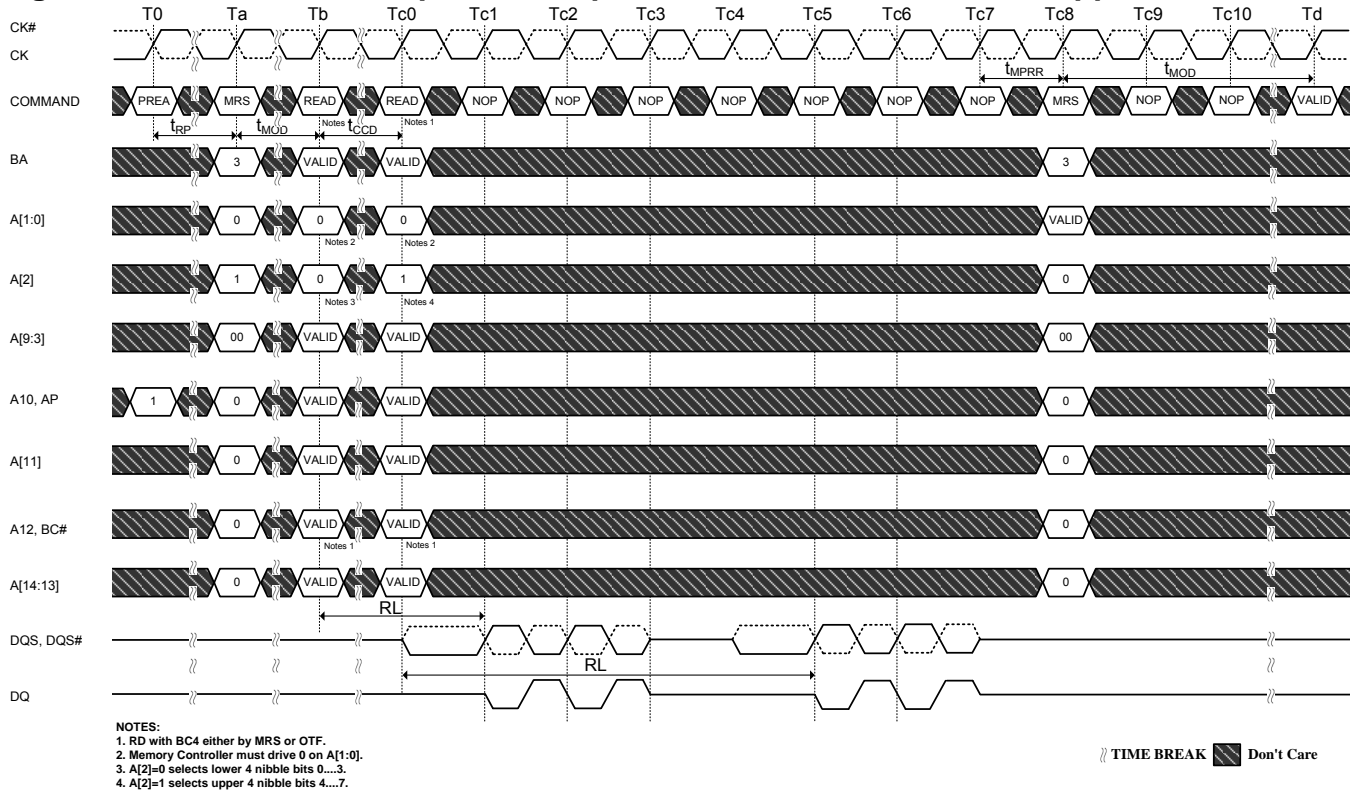 T0 Ta Tb Tc0 Tc1 Tc2 Tc3 Tc4 Tc5 Tc6 Tc7 Tc8 Tc9 Tc10 Td
CK#
CK
tMPRR tMOD
COMMAND PREA MRS READ READ NOP NOP NOP NOP NOP NOP NOP MRS NOP NOP VALID
Notes 1 Notes 1
tRP tMOD tCCD
BA 3 VALID VALID 3
A[1:0] 0 0 0 VALID
Notes 2 Notes 2
A[2] 1 0 1 0
Notes 3 Notes 4
A[9:3] 00 VALID VALID 00
A10, AP 1 0 VALID VALID 0
A[11] 0 VALID VALID 0
A12, BC# 0 VALID VALID 0
Notes 1 Notes 1
A[14:13] 0 VALID VALID 0
RL
DQS, DQS#
RL
DQ
NOTES:
1. RD with BC4 either by MRS or OTF.
2. Memory Controller must drive 0 on A[1:0].
3. A[2]=0 selects lower 4 nibble bits 0....3.
4. A[2]=1 selects upper 4 nibble bits 4....7.
TIME BREAK Don't Care